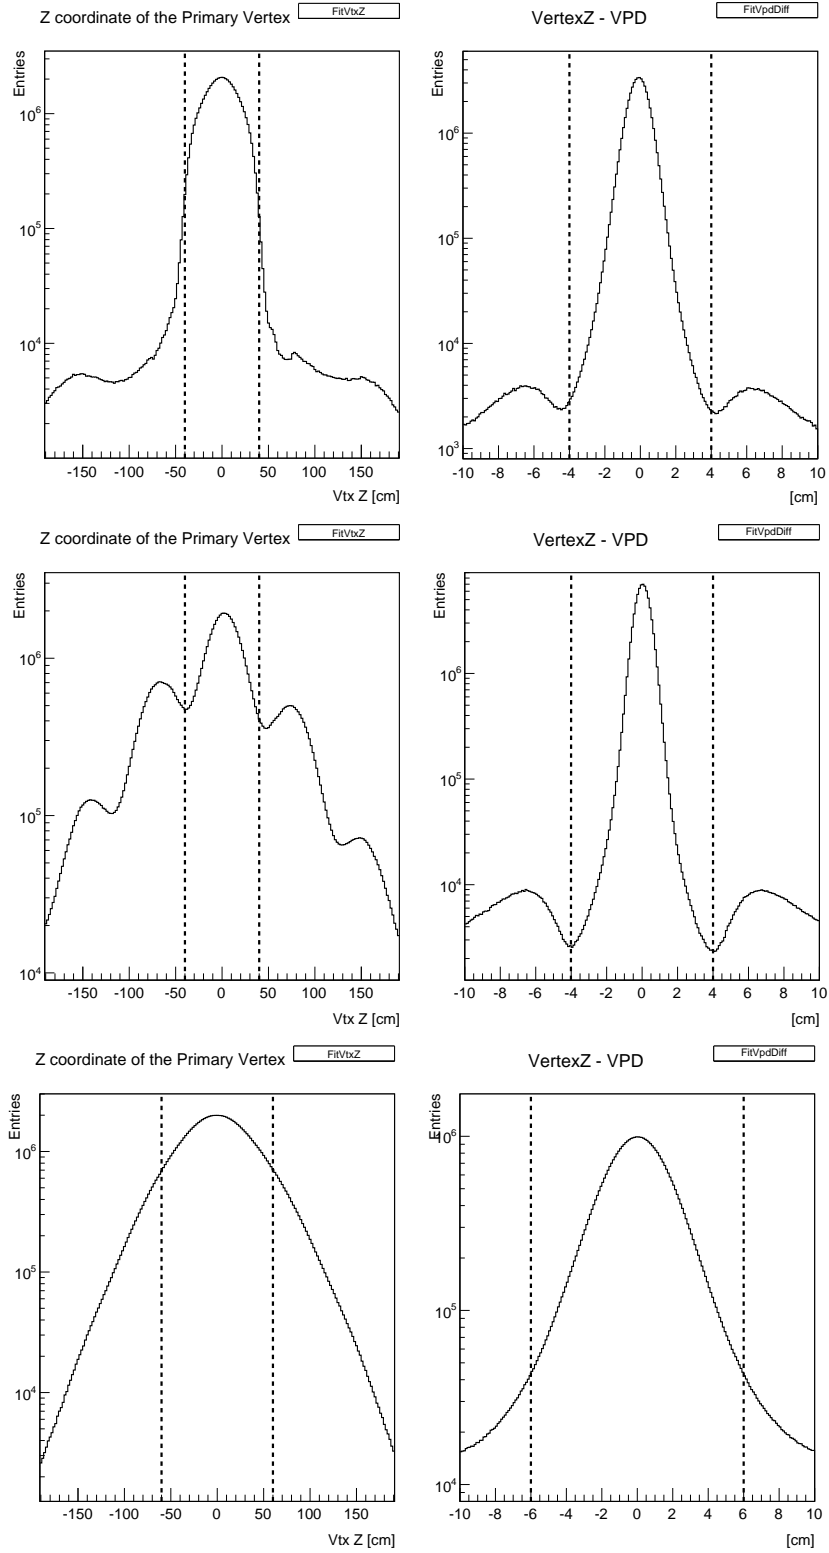 Z coordinate of the Primary Vertex
FitVtxZ
Entries
10^6
10^5
10^4
-150 -100 -50 0 50 100 150
Vtx Z [cm]
VertexZ - VPD
FitVpdDiff
Entries
10^6
10^5
10^4
10^3
-10 -8 -6 -4 -2 0 2 4 6 8 10
[cm]
Z coordinate of the Primary Vertex
FitVtxZ
Entries
10^6
10^5
10^4
-150 -100 -50 0 50 100 150
Vtx Z [cm]
VertexZ - VPD
FitVpdDiff
Entries
10^6
10^5
10^4
-10 -8 -6 -4 -2 0 2 4 6 8 10
[cm]
Z coordinate of the Primary Vertex
FitVtxZ
Entries
10^6
10^5
10^4
-150 -100 -50 0 50 100 150
Vtx Z [cm]
VertexZ - VPD
FitVpdDiff
Entries
10^6
10^5
10^4
-10 -8 -6 -4 -2 0 2 4 6 8 10
[cm]